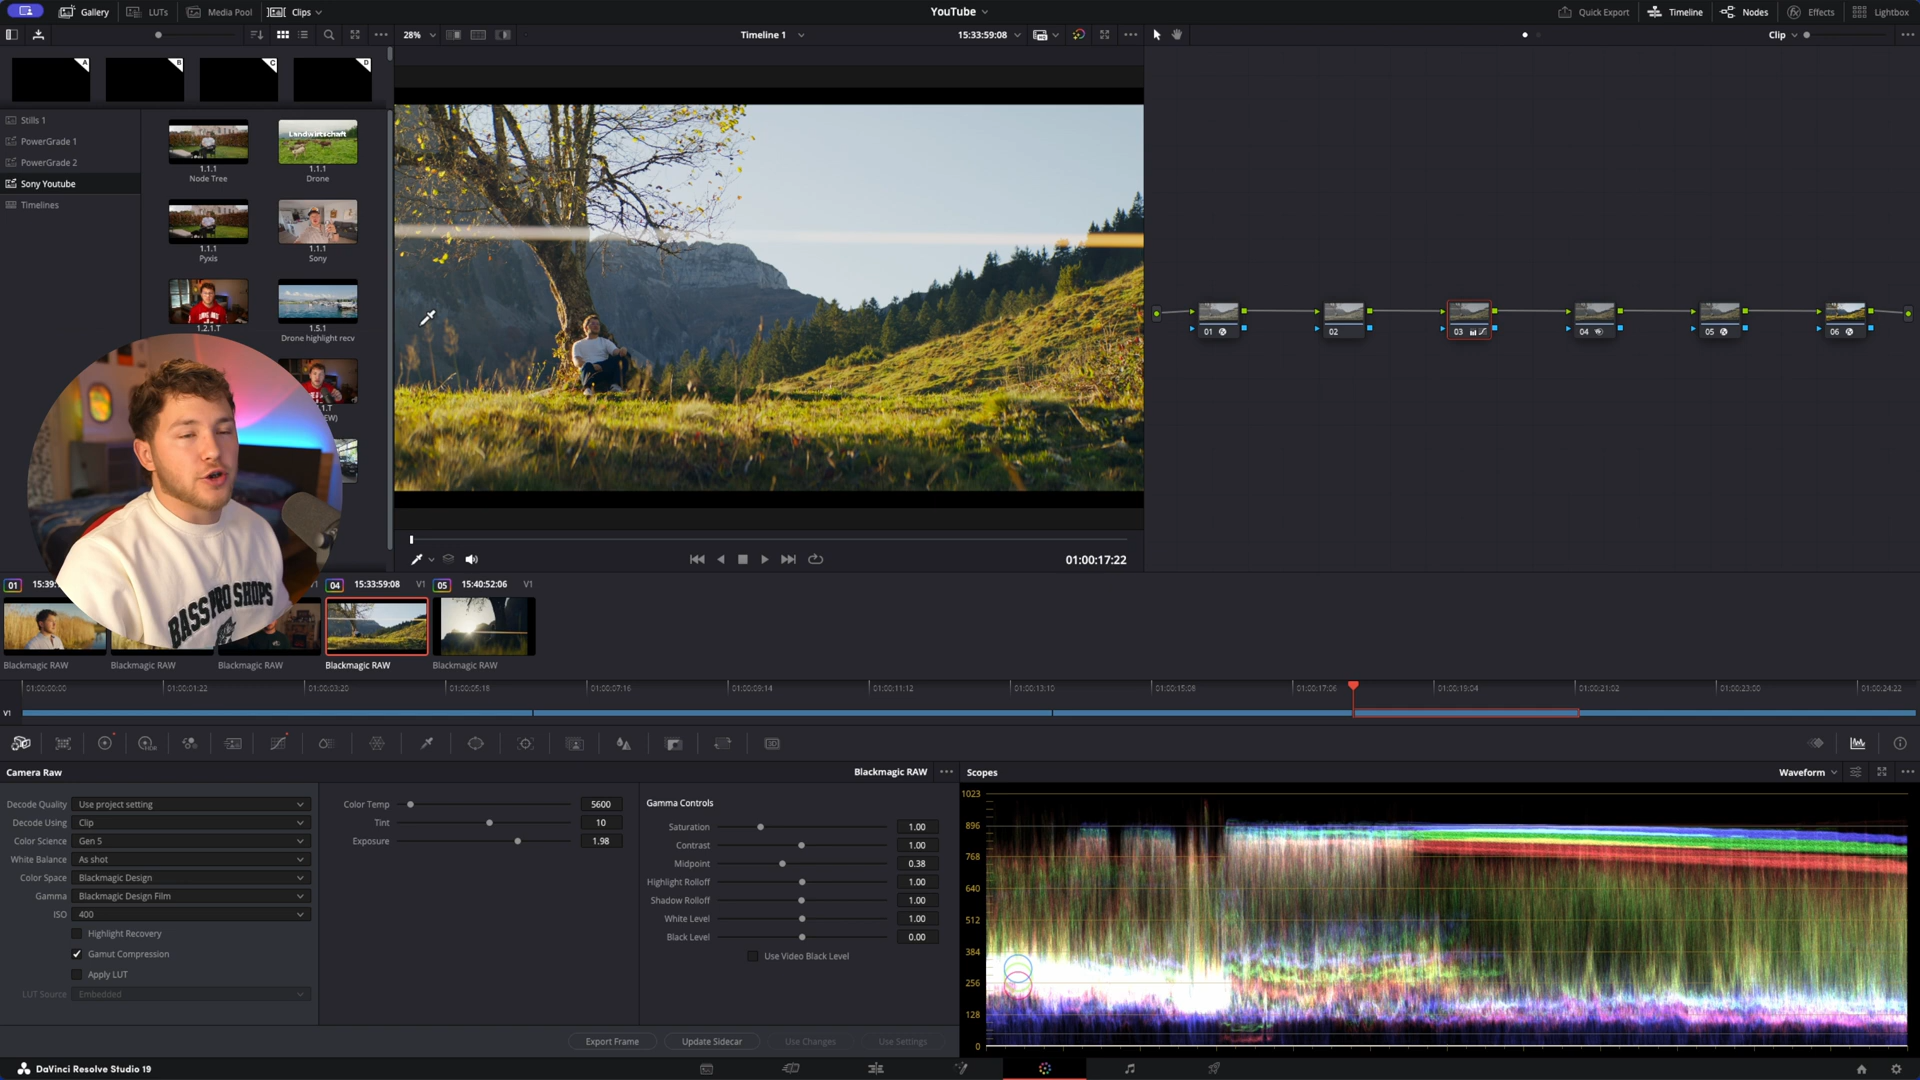 Gallery LUTs Media Pool Clips YouTube Quick Export Timeline Nodes Effects Lightbox
28% Timeline 1 15:33:59:08 Clip
A B C D
Stills 1
PowerGrade 1
PowerGrade 2
Sony Youtube
Timelines
Landwirtschaft
1.1.1 1.1.1
Node Tree Drone
1.1.1 1.1.1
Pyxis Sony
1.2.1.T 1.5.1
Drone highlight recv
01 02 03 04 05 06
01:00:17:22
BASS PRO SHOPS
01 15:39: V1 04 15:33:59:08 V1 05 15:40:52:06 V1
Blackmagic RAW Blackmagic RAW Blackmagic RAW Blackmagic RAW Blackmagic RAW
01:00:00:00 01:00:01:22 01:00:03:20 01:00:05:18 01:00:07:16 01:00:09:14 01:00:11:12 01:00:13:10 01:00:15:08 01:00:17:06 01:00:19:04 01:00:21:02 01:00:23:00 01:00:24:22
V1
Camera Raw Blackmagic RAW Scopes Waveform
Decode Quality Use project setting
Decode Using Clip
Color Science Gen 5
White Balance As shot
Color Space Blackmagic Design
Gamma Blackmagic Design Film
ISO 400
Highlight Recovery
Gamut Compression
Apply LUT
LUT Source Embedded
Color Temp 5600
Tint 10
Exposure 1.98
Gamma Controls
Saturation 1.00
Contrast 1.00
Midpoint 0.38
Highlight Rolloff 1.00
Shadow Rolloff 1.00
White Level 1.00
Black Level 0.00
Use Video Black Level
Export Frame Update Sidecar Use Changes Use Settings
1023
896
768
640
512
384
256
128
0
DaVinci Resolve Studio 19